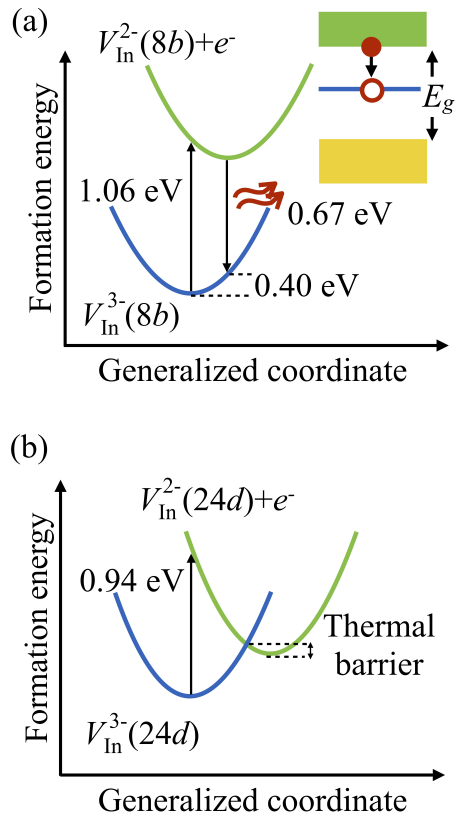 (a)
V_In^2-(8b)+e-
E_g
Formation energy
1.06 eV
0.67 eV
0.40 eV
V_In^3-(8b)
Generalized coordinate
(b)
V_In^2-(24d)+e-
Formation energy
0.94 eV
Thermal
barrier
V_In^3-(24d)
Generalized coordinate